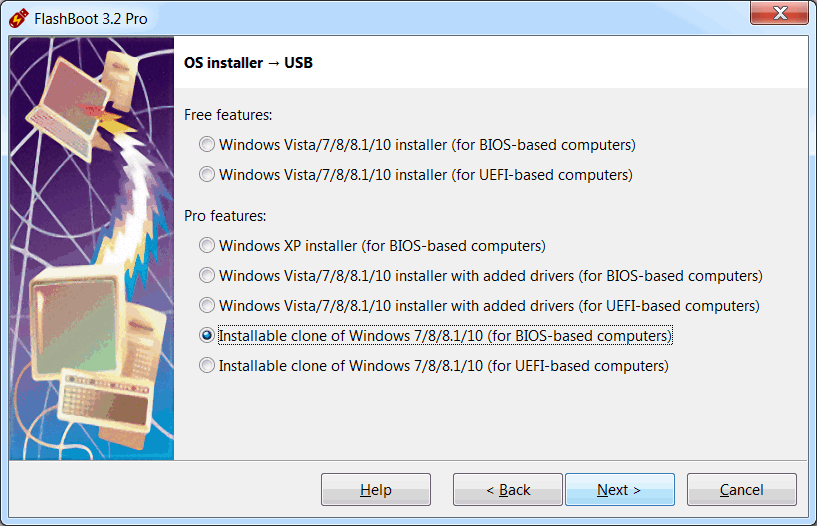 FlashBoot 3.2 Pro
OS installer → USB
Free features:
Windows Vista/7/8/8.1/10 installer (for BIOS-based computers)
Windows Vista/7/8/8.1/10 installer (for UEFI-based computers)
Pro features:
Windows XP installer (for BIOS-based computers)
Windows Vista/7/8/8.1/10 installer with added drivers (for BIOS-based computers)
Windows Vista/7/8/8.1/10 installer with added drivers (for UEFI-based computers)
Installable clone of Windows 7/8/8.1/10 (for BIOS-based computers)
Installable clone of Windows 7/8/8.1/10 (for UEFI-based computers)
Help < Back Next > Cancel